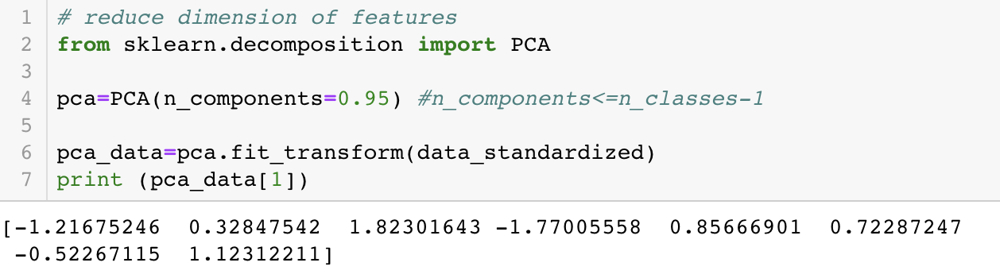 1 # reduce dimension of features
2 from sklearn.decomposition import PCA
3
4 pca=PCA(n_components=0.95) #n_components<=n_classes-1
5
6 pca_data=pca.fit_transform(data_standardized)
7 print (pca_data[1])
[-1.21675246  0.32847542  1.82301643 -1.77005558  0.85666901  0.72287247
 -0.52267115  1.12312211]